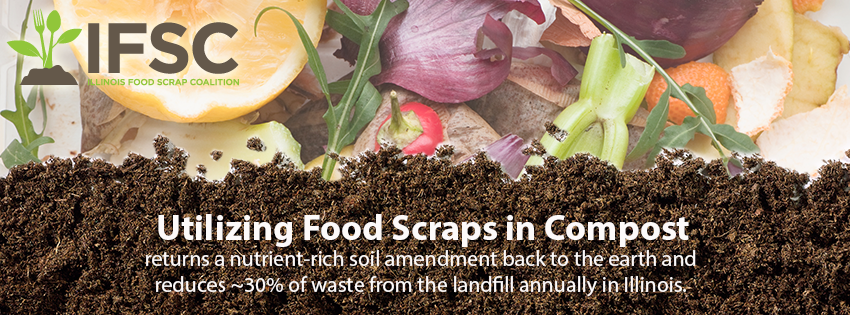 IFSC
ILLINOIS FOOD SCRAP COALITION
Utilizing Food Scraps in Compost
returns a nutrient-rich soil amendment back to the earth and
reduces ~30% of waste from the landfill annually in Illinois.